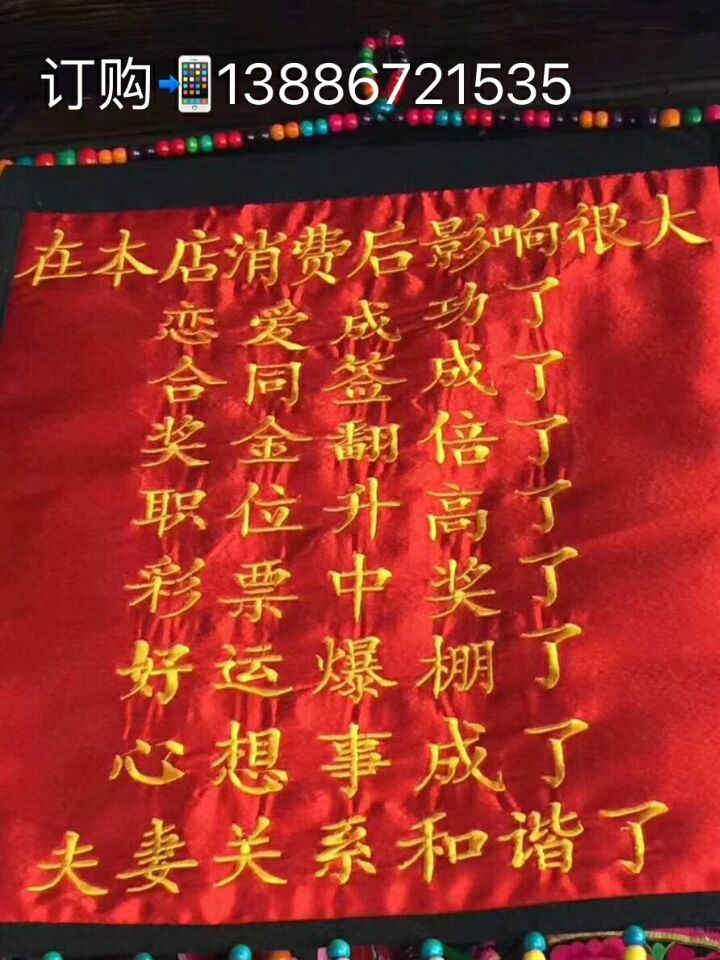 订购📲13886721535
在本店消费后影响很大
恋爱成功了
合同签成了
奖金翻倍了
职位升高了
彩票中奖了
好运爆棚了
心想事成了
夫妻关系和谐了